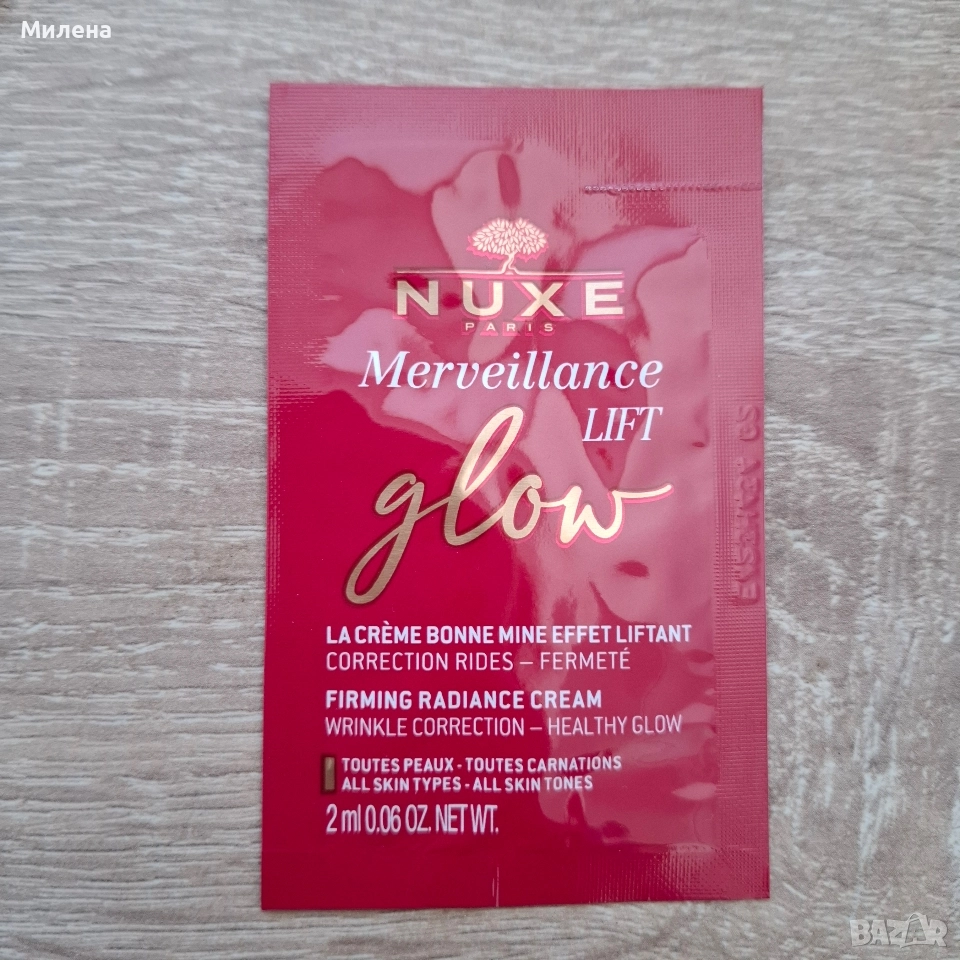 Милена
NUXE
PARIS
Merveillance
LIFT
glow
LA CRÈME BONNE MINE EFFET LIFTANT
CORRECTION RIDES – FERMETÉ
FIRMING RADIANCE CREAM
WRINKLE CORRECTION – HEALTHY GLOW
TOUTES PEAUX - TOUTES CARNATIONS
ALL SKIN TYPES - ALL SKIN TONES
2 ml 0.06 OZ. NET WT.
BAZAR